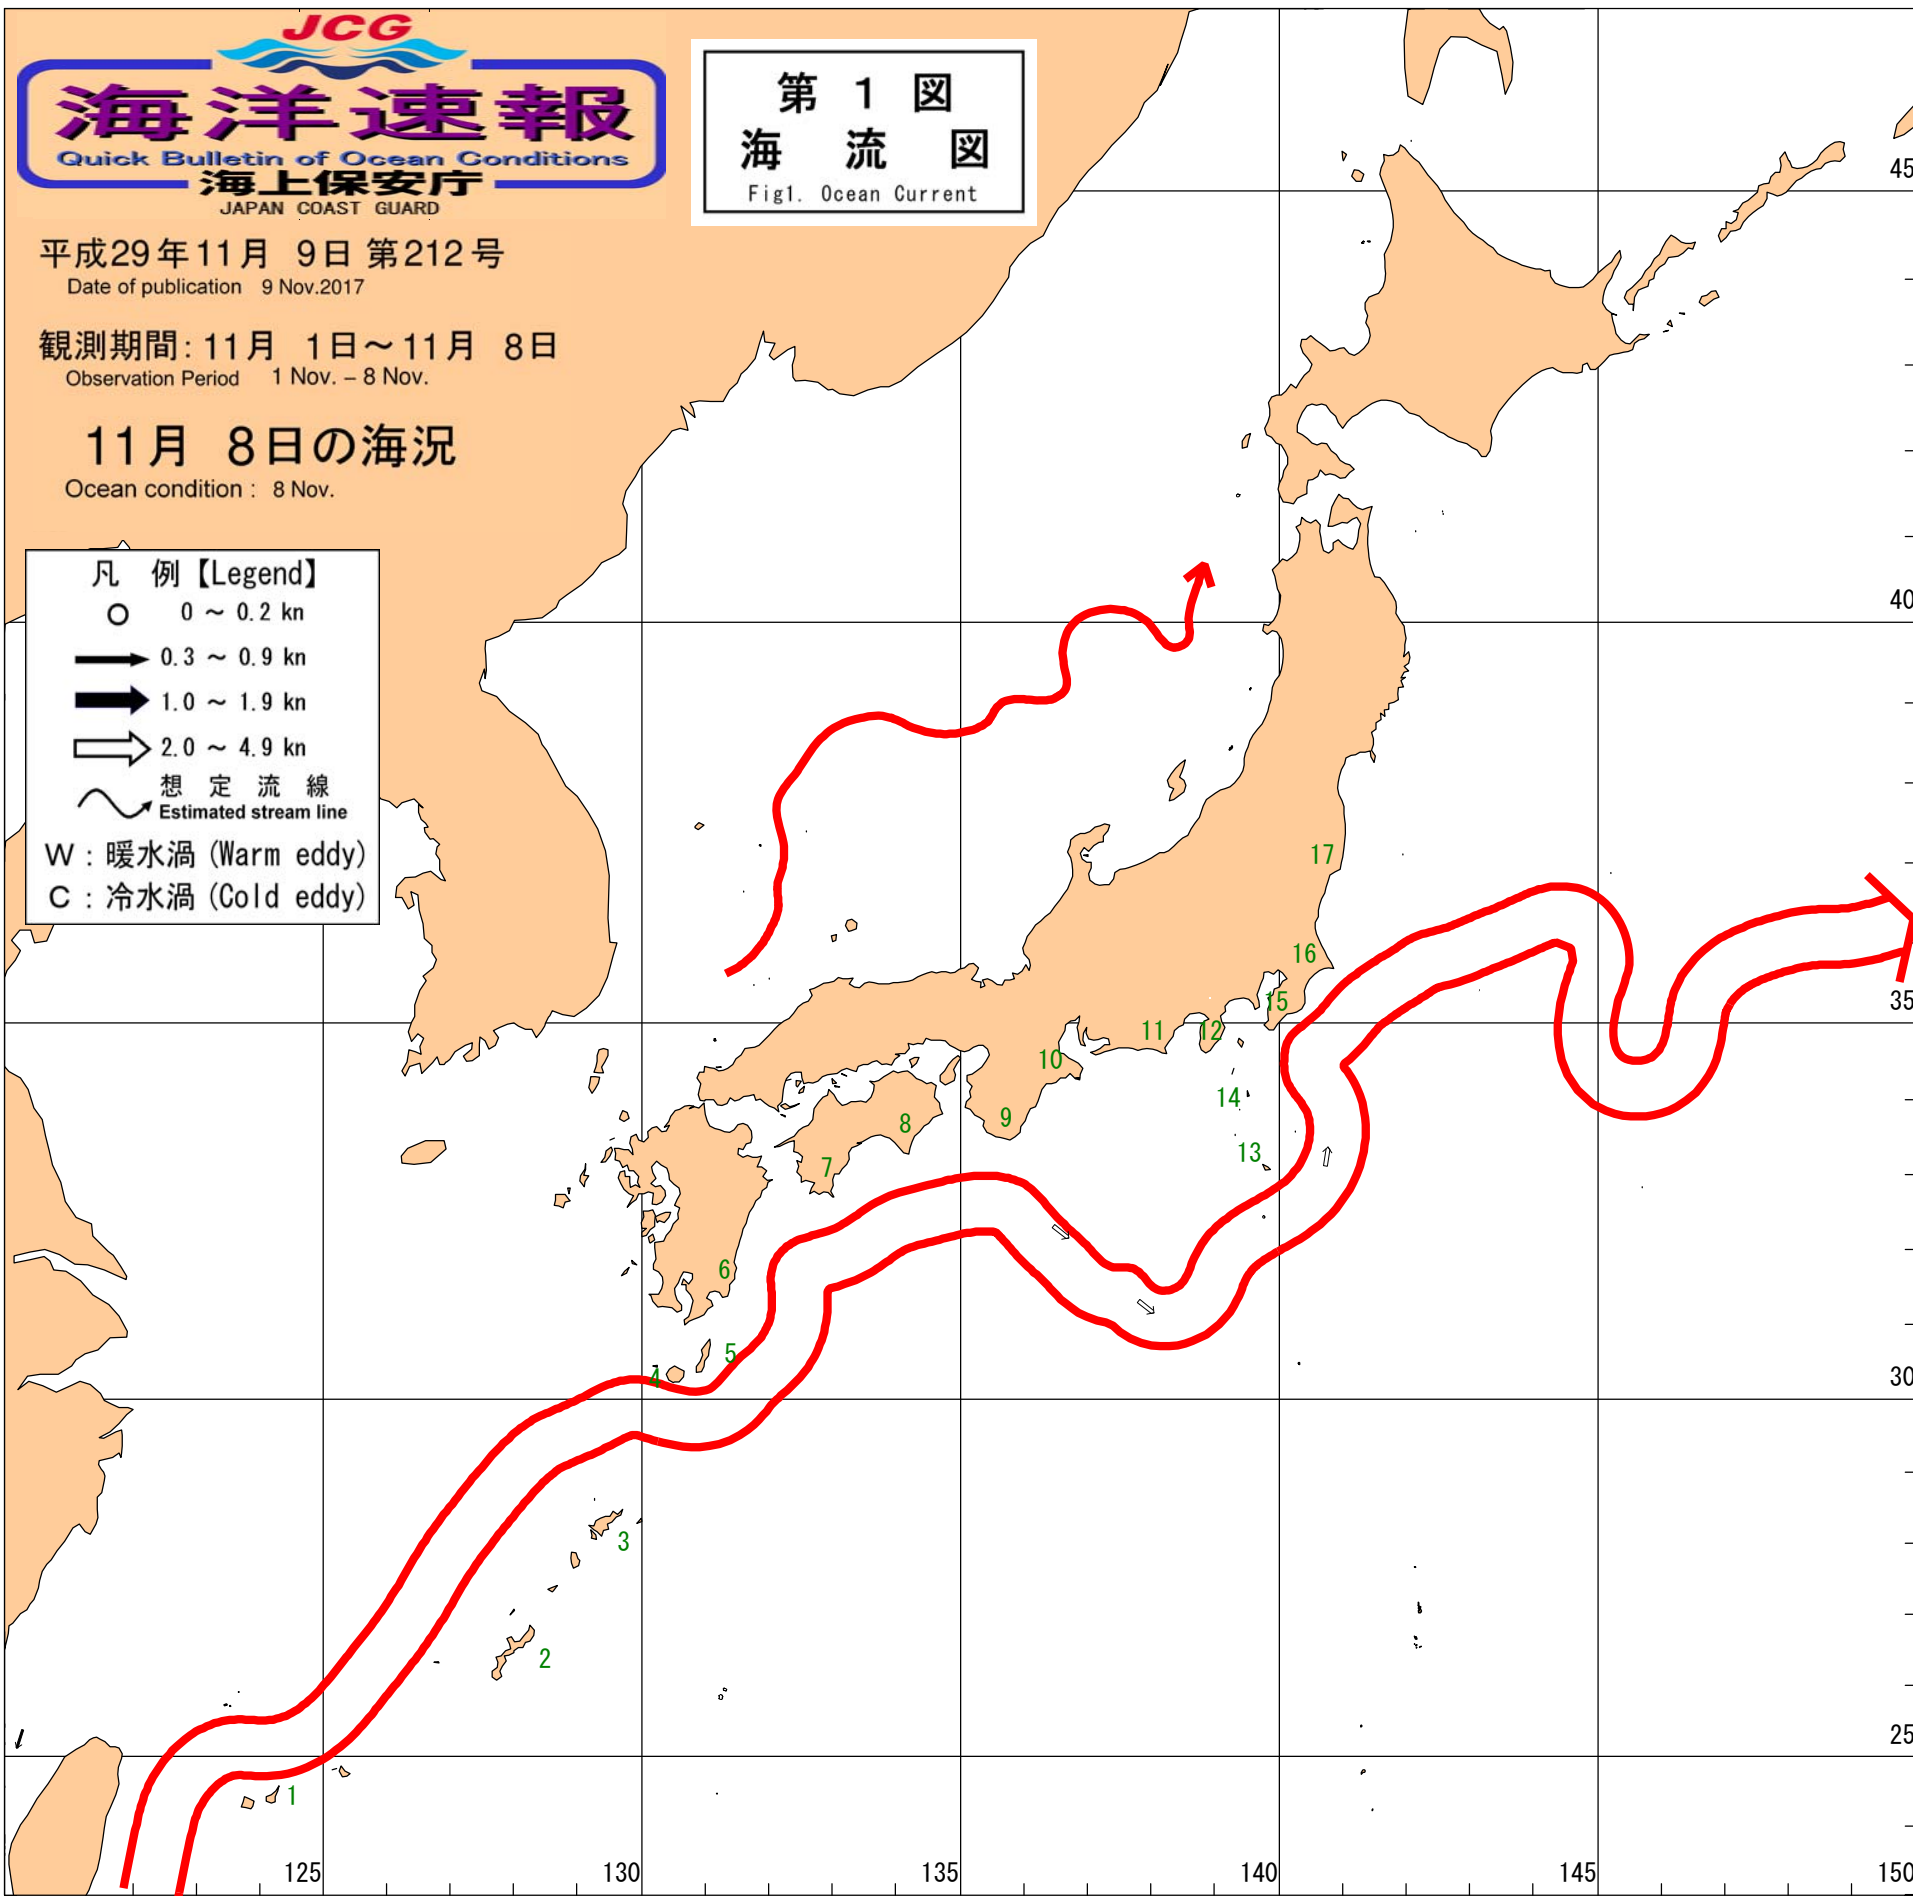 JCG
海洋速報
Quick Bulletin of Ocean Conditions
海上保安庁
JAPAN COAST GUARD
第 1 図
海 流 図
Fig1. Ocean Current
平成29年11月 9日 第212号
Date of publication 9 Nov.2017
観測期間: 11月 1日～11月 8日
Observation Period 1 Nov. – 8 Nov.
11月 8日の海況
Ocean condition : 8 Nov.
凡 例【Legend】
0 ～ 0.2 kn
0.3 ～ 0.9 kn
1.0 ～ 1.9 kn
2.0 ～ 4.9 kn
想 定 流 線
Estimated stream line
W : 暖水渦 (Warm eddy)
C : 冷水渦 (Cold eddy)
45
40
17
16
15
35
11
12
10
14
9
8
13
7
6
5
4
30
3
2
25
1
125
130
135
140
145
150